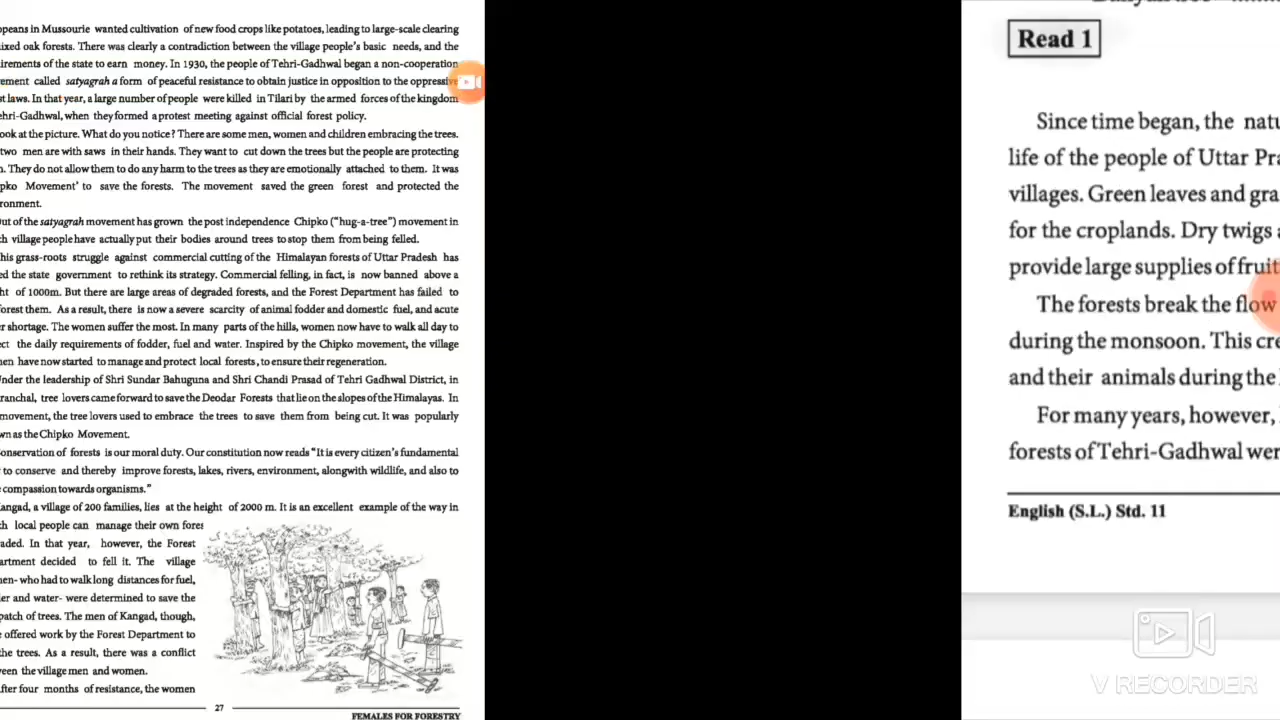 opeans in Mussourie wanted cultivation of new food crops like potatoes, leading to large-scale clearing
ixed oak forests. There was clearly a contradiction between the village people's basic needs, and the
irements of the state to earn money. In 1930, the people of Tehri-Gadhwal began a non-cooperation
ement called satyagrah a form of peaceful resistance to obtain justice in opposition to the oppressive
st laws. In that year, a large number of people were killed in Tilari by the armed forces of the kingdom
ehri-Gadhwal, when they formed a protest meeting against official forest policy.
ook at the picture. What do you notice? There are some men, women and children embracing the trees.
two men are with saws in their hands. They want to cut down the trees but the people are protecting
n. They do not allow them to do any harm to the trees as they are emotionally attached to them. It was
pko Movement' to save the forests. The movement saved the green forest and protected the
ronment.
ut of the satyagrah movement has grown the post independence Chipko ("hug-a-tree") movement in
ch village people have actually put their bodies around trees to stop them from being felled.
his grass-roots struggle against commercial cutting of the Himalayan forests of Uttar Pradesh has
ed the state government to rethink its strategy. Commercial felling, in fact, is now banned above a
ht of 1000m. But there are large areas of degraded forests, and the Forest Department has failed to
forest them. As a result, there is now a severe scarcity of animal fodder and domestic fuel, and acute
r shortage. The women suffer the most. In many parts of the hills, women now have to walk all day to
ect the daily requirements of fodder, fuel and water. Inspired by the Chipko movement, the village
nen have now started to manage and protect local forests, to ensure their regeneration.
Under the leadership of Shri Sundar Bahuguna and Shri Chandi Prasad of Tehri Gadhwal District, in
ranchal, tree lovers came forward to save the Deodar Forests that lie on the slopes of the Himalayas. In
movement, the tree lovers used to embrace the trees to save them from being cut. It was popularly
wn as the Chipko Movement.
onservation of forests is our moral duty. Our constitution now reads "It is every citizen's fundamental
to conserve and thereby improve forests, lakes, rivers, environment, alongwith wildlife, and also to
compassion towards organisms."
angad, a village of 200 families, lies at the height of 2000 m. It is an excellent example of the way in
ch local people can manage their own fores
aded. In that year, however, the Forest
artment decided to fell it. The village
nen- who had to walk long distances for fuel,
er and water- were determined to save the
patch of trees. The men of Kangad, though,
e offered work by the Forest Department to
the trees. As a result, there was a conflict
ween the village men and women.
fter four months of resistance, the women
27
FEMALES FOR FORESTRY
Read 1
Since time began, the natu
life of the people of Uttar Pra
villages. Green leaves and gra
for the croplands. Dry twigs a
provide large supplies of fruit
The forests break the flow
during the monsoon. This cre
and their animals during the
For many years, however,
forests of Tehri-Gadhwal wer
English (S.L.) Std. 11
V RECORDER